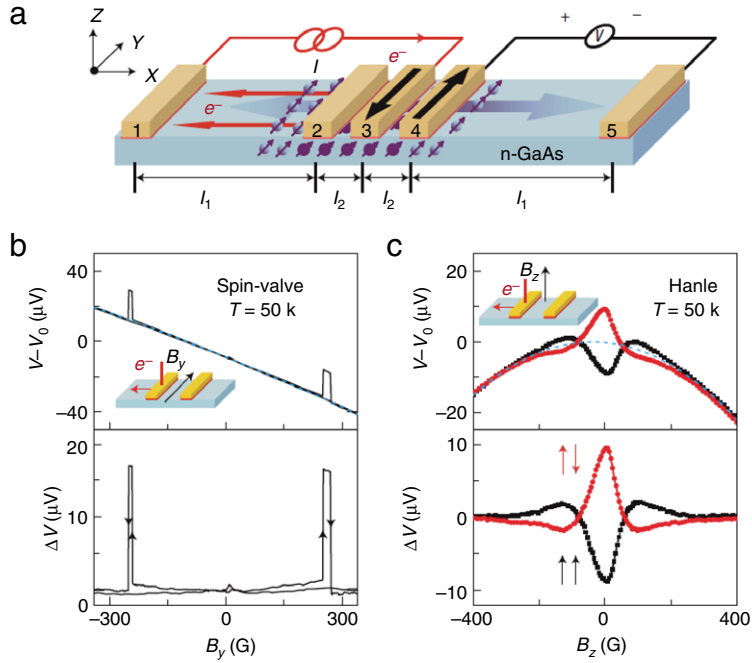 a
Z
Y
X
I
e–
+
V
–
e–
1
2
3
4
5
n-GaAs
l1
l2
l2
l1
b
40
0
–40
V–V0 (µV)
Spin-valve
T = 50 k
e–
By
20
10
0
ΔV (µV)
–300
0
300
By (G)
c
20
10
0
–10
–20
V–V0 (µV)
Bz
e–
Hanle
T = 50 k
10
0
–10
ΔV (µV)
–400
0
400
Bz (G)